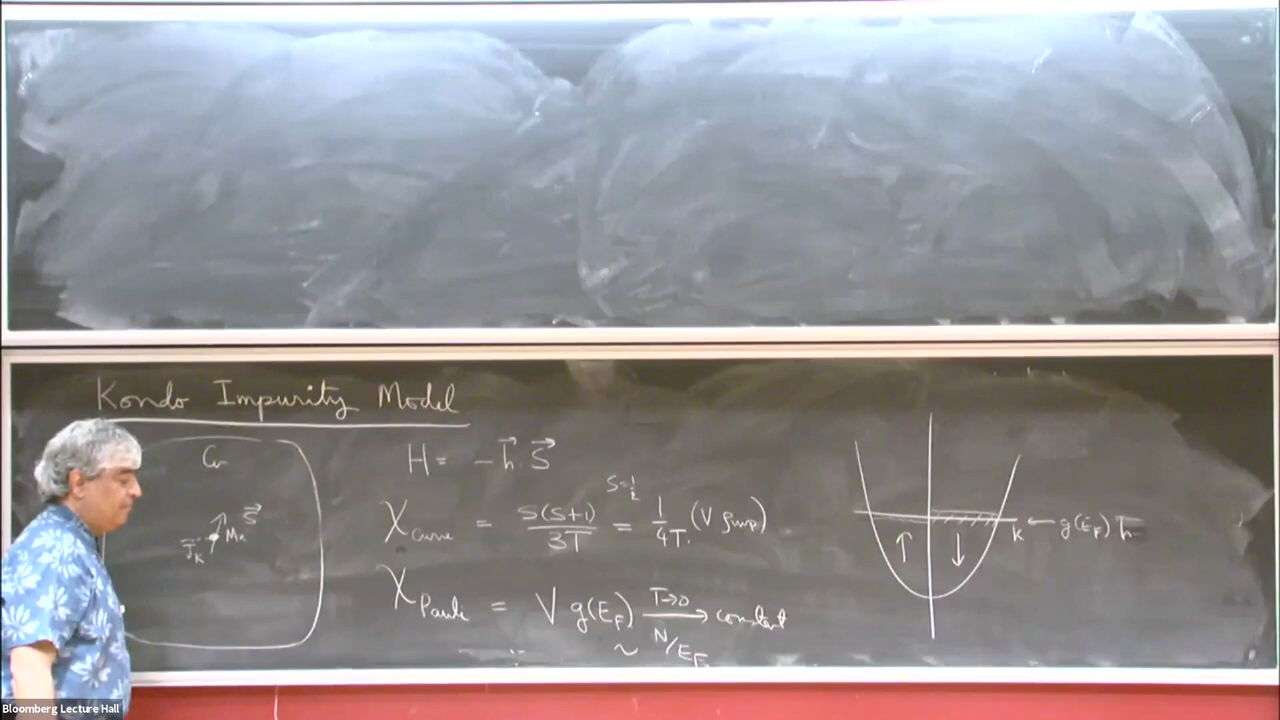 Kondo Impurity Model
Cu
S⃗
Mn
J_K
H = - h⃗ . S⃗
χ_Curie = S(S+1)/3T = (S=1/2) 1/4T (V ρ_imp)
χ_Pauli = V g(E_F) T→0 → constant
~ N/E_F
↑ ↓
k ← g(E_F) h
Bloomberg Lecture Hall